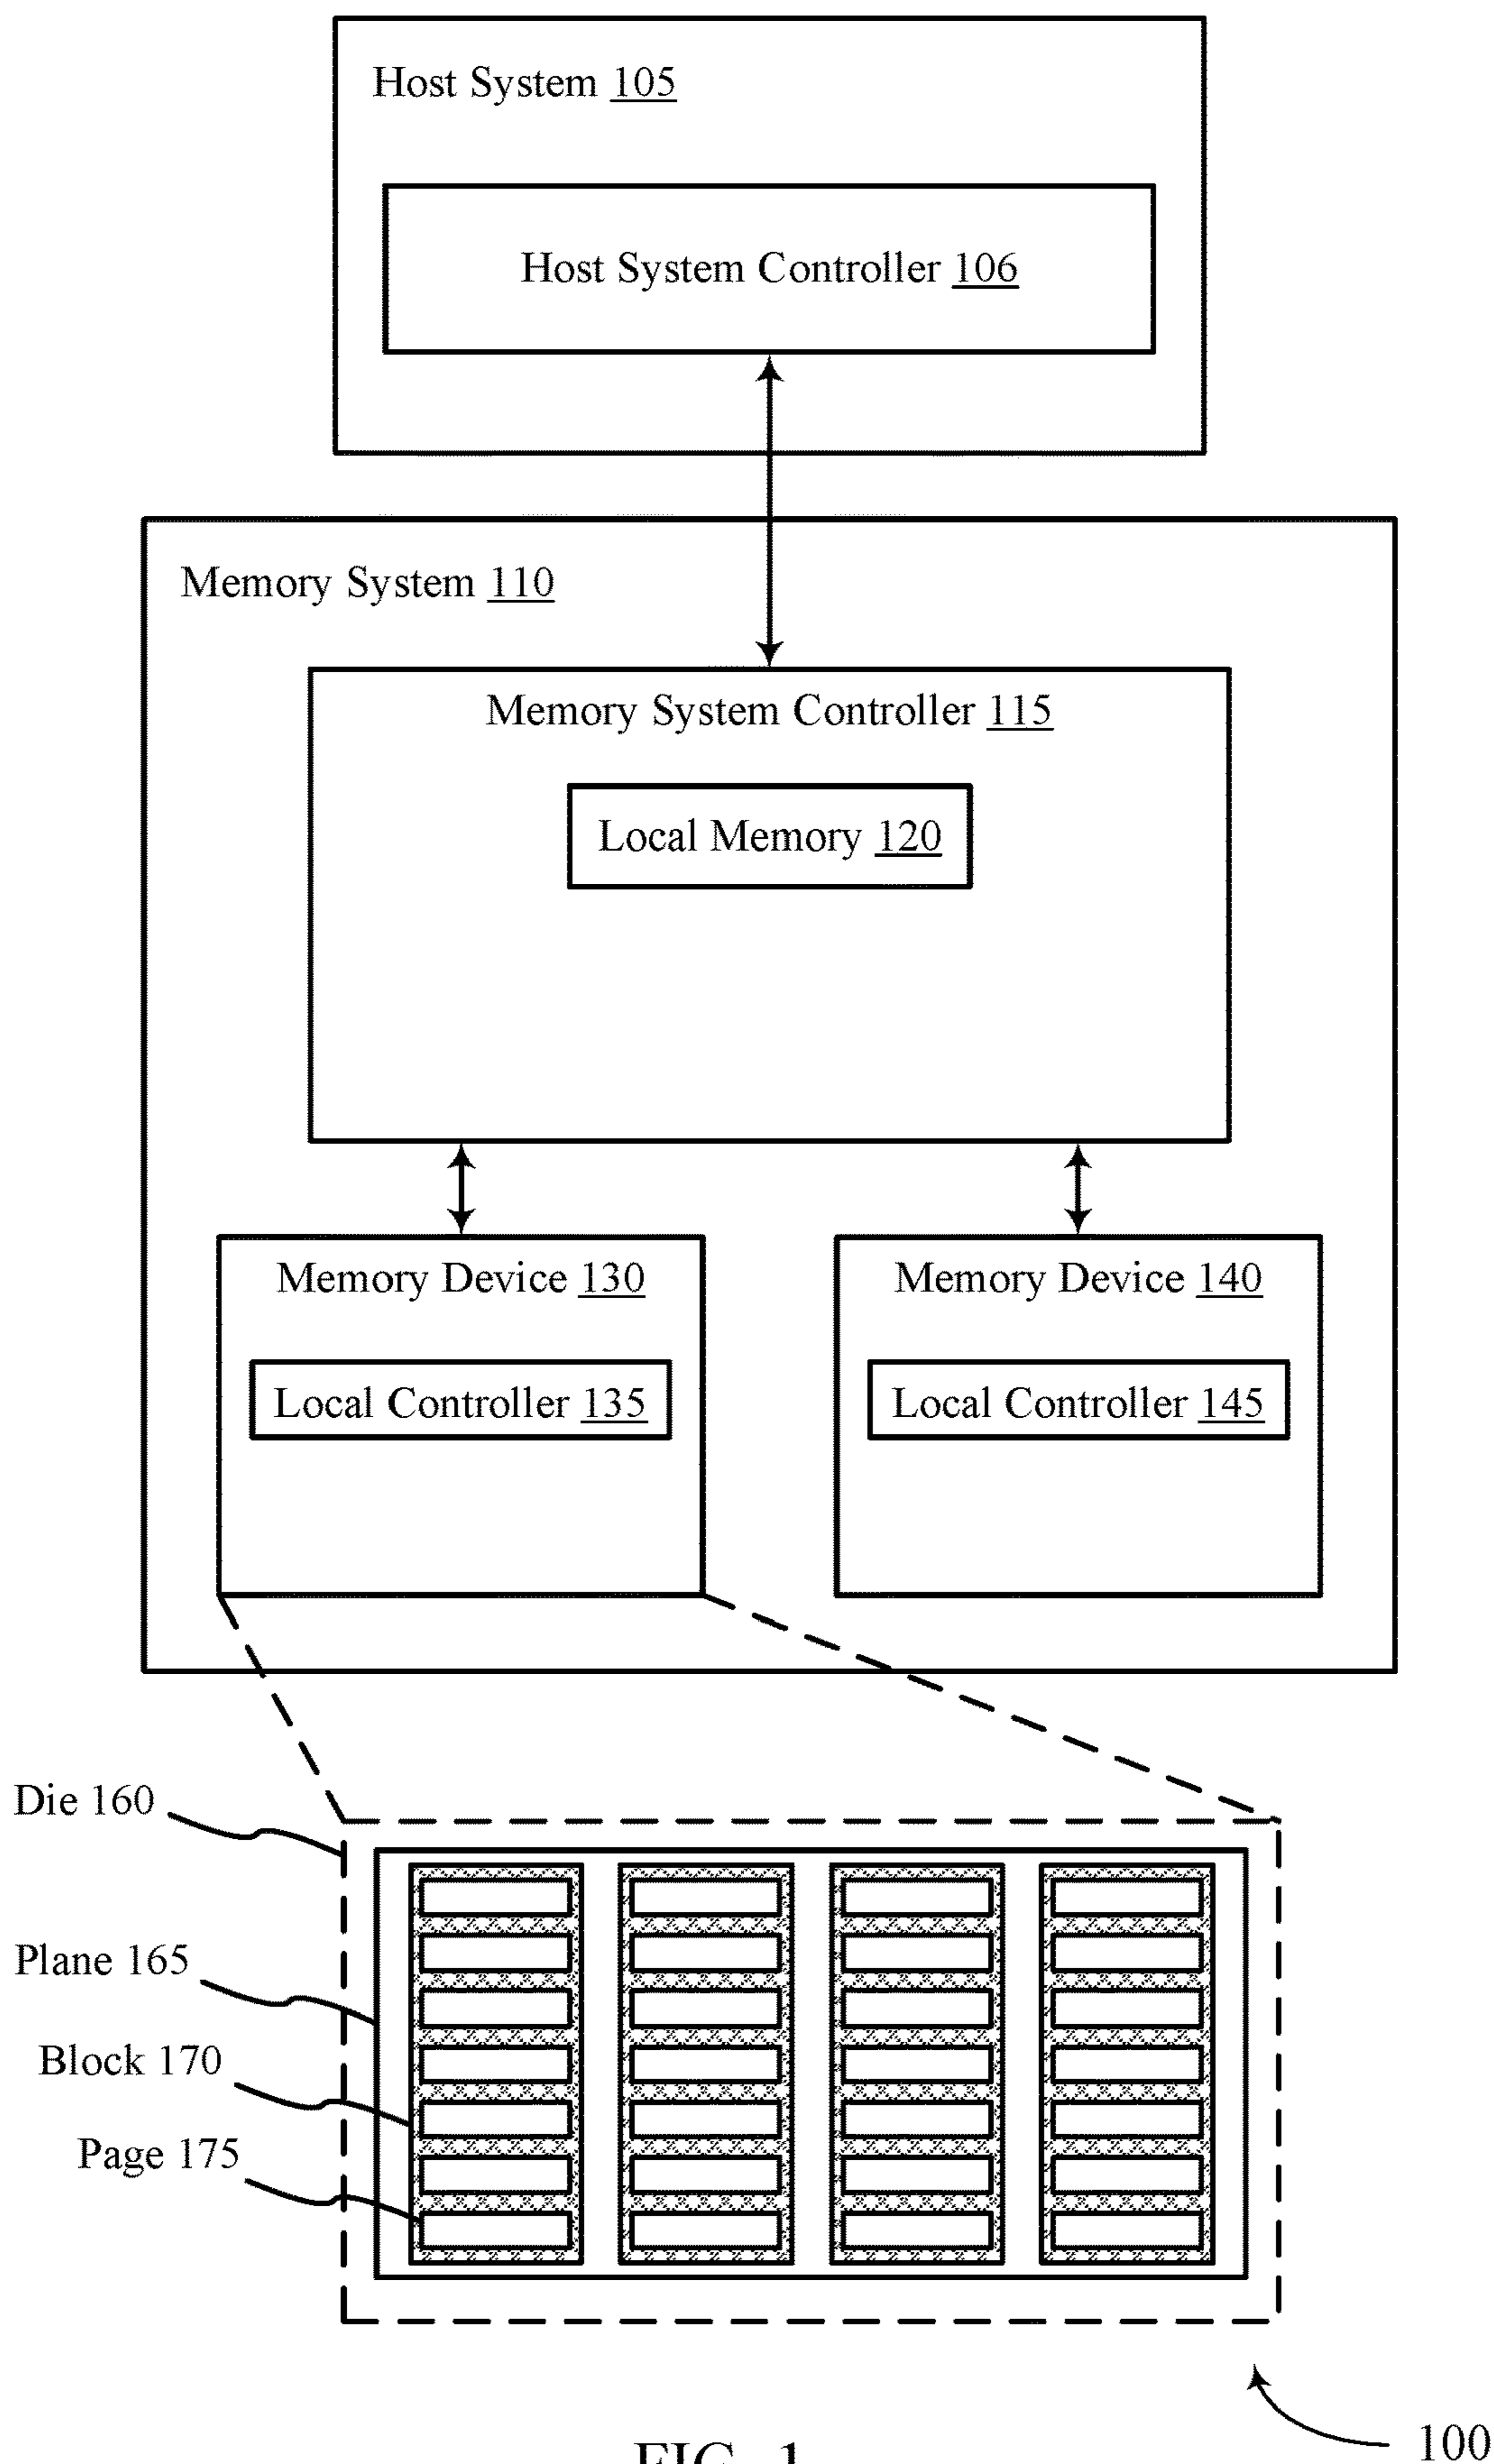 Host System 105
Host System Controller 106
Memory System 110
Memory System Controller 115
Local Memory 120
Memory Device 130
Memory Device 140
Local Controller 135
Local Controller 145
Die 160
Plane 165
Block 170
Page 175
100
FIG. 1